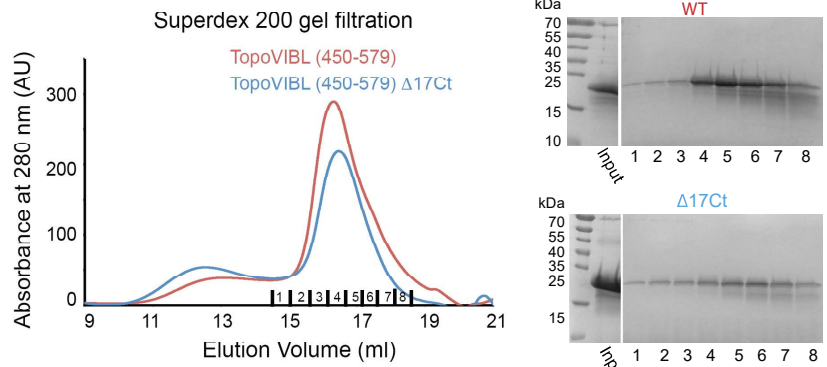 Superdex 200 gel filtration
TopoVIBL (450-579)
TopoVIBL (450-579) Δ17Ct
Absorbance at 280 nm (AU)
300
200
100
0
1 2 3 4 5 6 7 8
9 11 13 15 17 19 21
Elution Volume (ml)
kDa
WT
70
55
40
35
25
15
10
Input
1 2 3 4 5 6 7 8
kDa
Δ17Ct
70
55
40
35
25
15
Inp
1 2 3 4 5 6 7 8